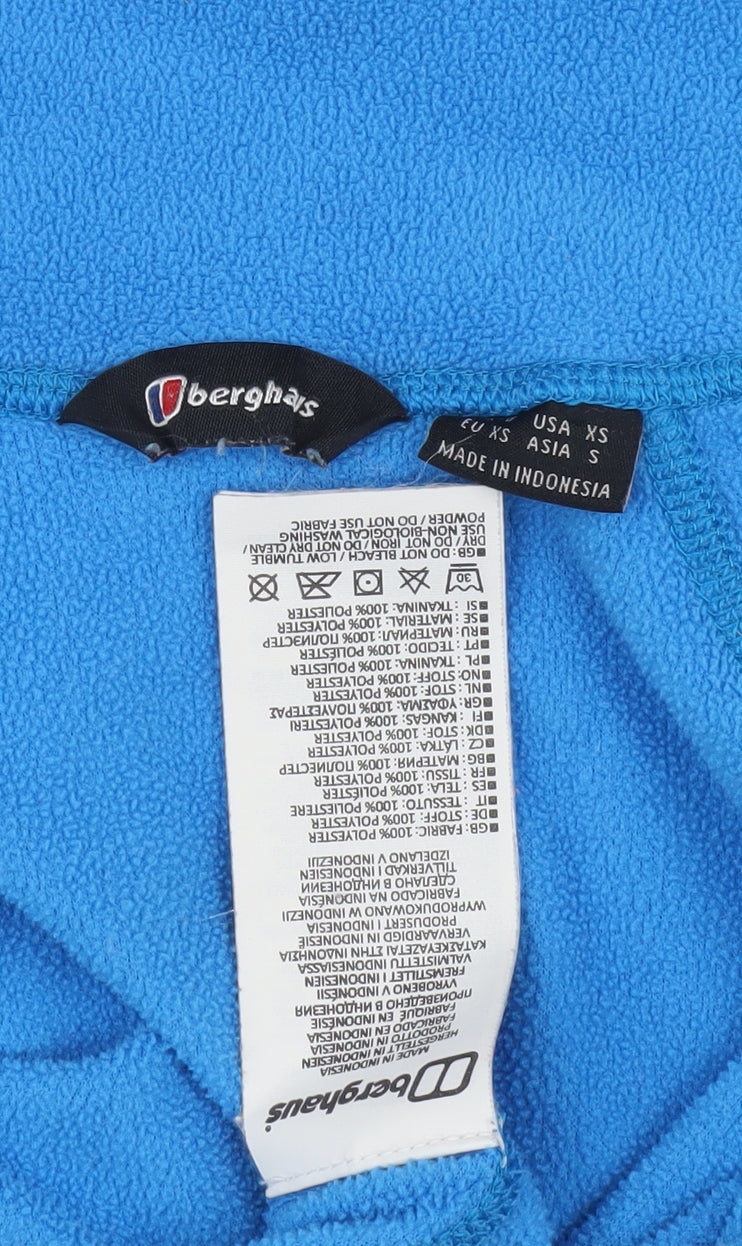 berghaus
USA XS
EU XS ASIA S
MADE IN INDONESIA
berghaus
MADE IN INDONESIA
HERGESTELLT IN INDONESIEN
PRODOTTO IN INDONESIA
FABRICADO EN INDONESIA
FABRIQUÉ EN INDONÉSIE
ПРОИЗВЕДЕНО В ИНДОНЕЗИЯ
VYROBENO V INDONÉSII
FREMSTILLET I INDONESIEN
VALMISTETTU INDONESIASSA
ΚΑΤΑΣΚΕΥΑΖΕΤΑΙ ΣΤΗΝ ΙΝΔΟΝΗΣΙΑ
VERVAARDIGD IN INDONESIË
PRODUSERT I INDONESIA
WYPRODUKOWANO W INDONEZJI
FABRICADO NA INDONÉSIA
СДЕЛАНО В ИНДОНЕЗИИ
TILLVERKAD I INDONESIEN
IZDELANO V INDONEZIJI
GB: FABRIC: 100% POLYESTER
DE : STOFF: 100% POLYESTER
IT : TESSUTO: 100% POLIESTERE
ES : TELA: 100% POLIÉSTER
FR : TISSU: 100% POLYESTER
BG : МАТЕРИЯ: 100% ПОЛИЕСТЕР
CZ : LÁTKA: 100% POLYESTER
DK : STOF: 100% POLYESTER
FI : KANGAS: 100% POLYESTERI
GR: ΥΦΑΣΜΑ: 100% ΠΟΛΥΕΣΤΕΡΑΣ
NL : STOF: 100% POLYESTER
NO: STOFF: 100% POLYESTER
PL : TKANINA: 100% POLIESTER
PT : TECIDO: 100% POLIÉSTER
RU : МАТЕРИАЛ: 100% ПОЛИЭСТЕР
SE : MATERIAL: 100% POLYESTER
SI : TKANINA: 100% POLIESTER
30
GB : DO NOT BLEACH / LOW TUMBLE
DRY / DO NOT IRON / DO NOT DRY CLEAN /
USE NON-BIOLOGICAL WASHING
POWDER / DO NOT USE FABRIC